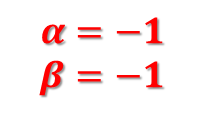 α = −1
β = −1